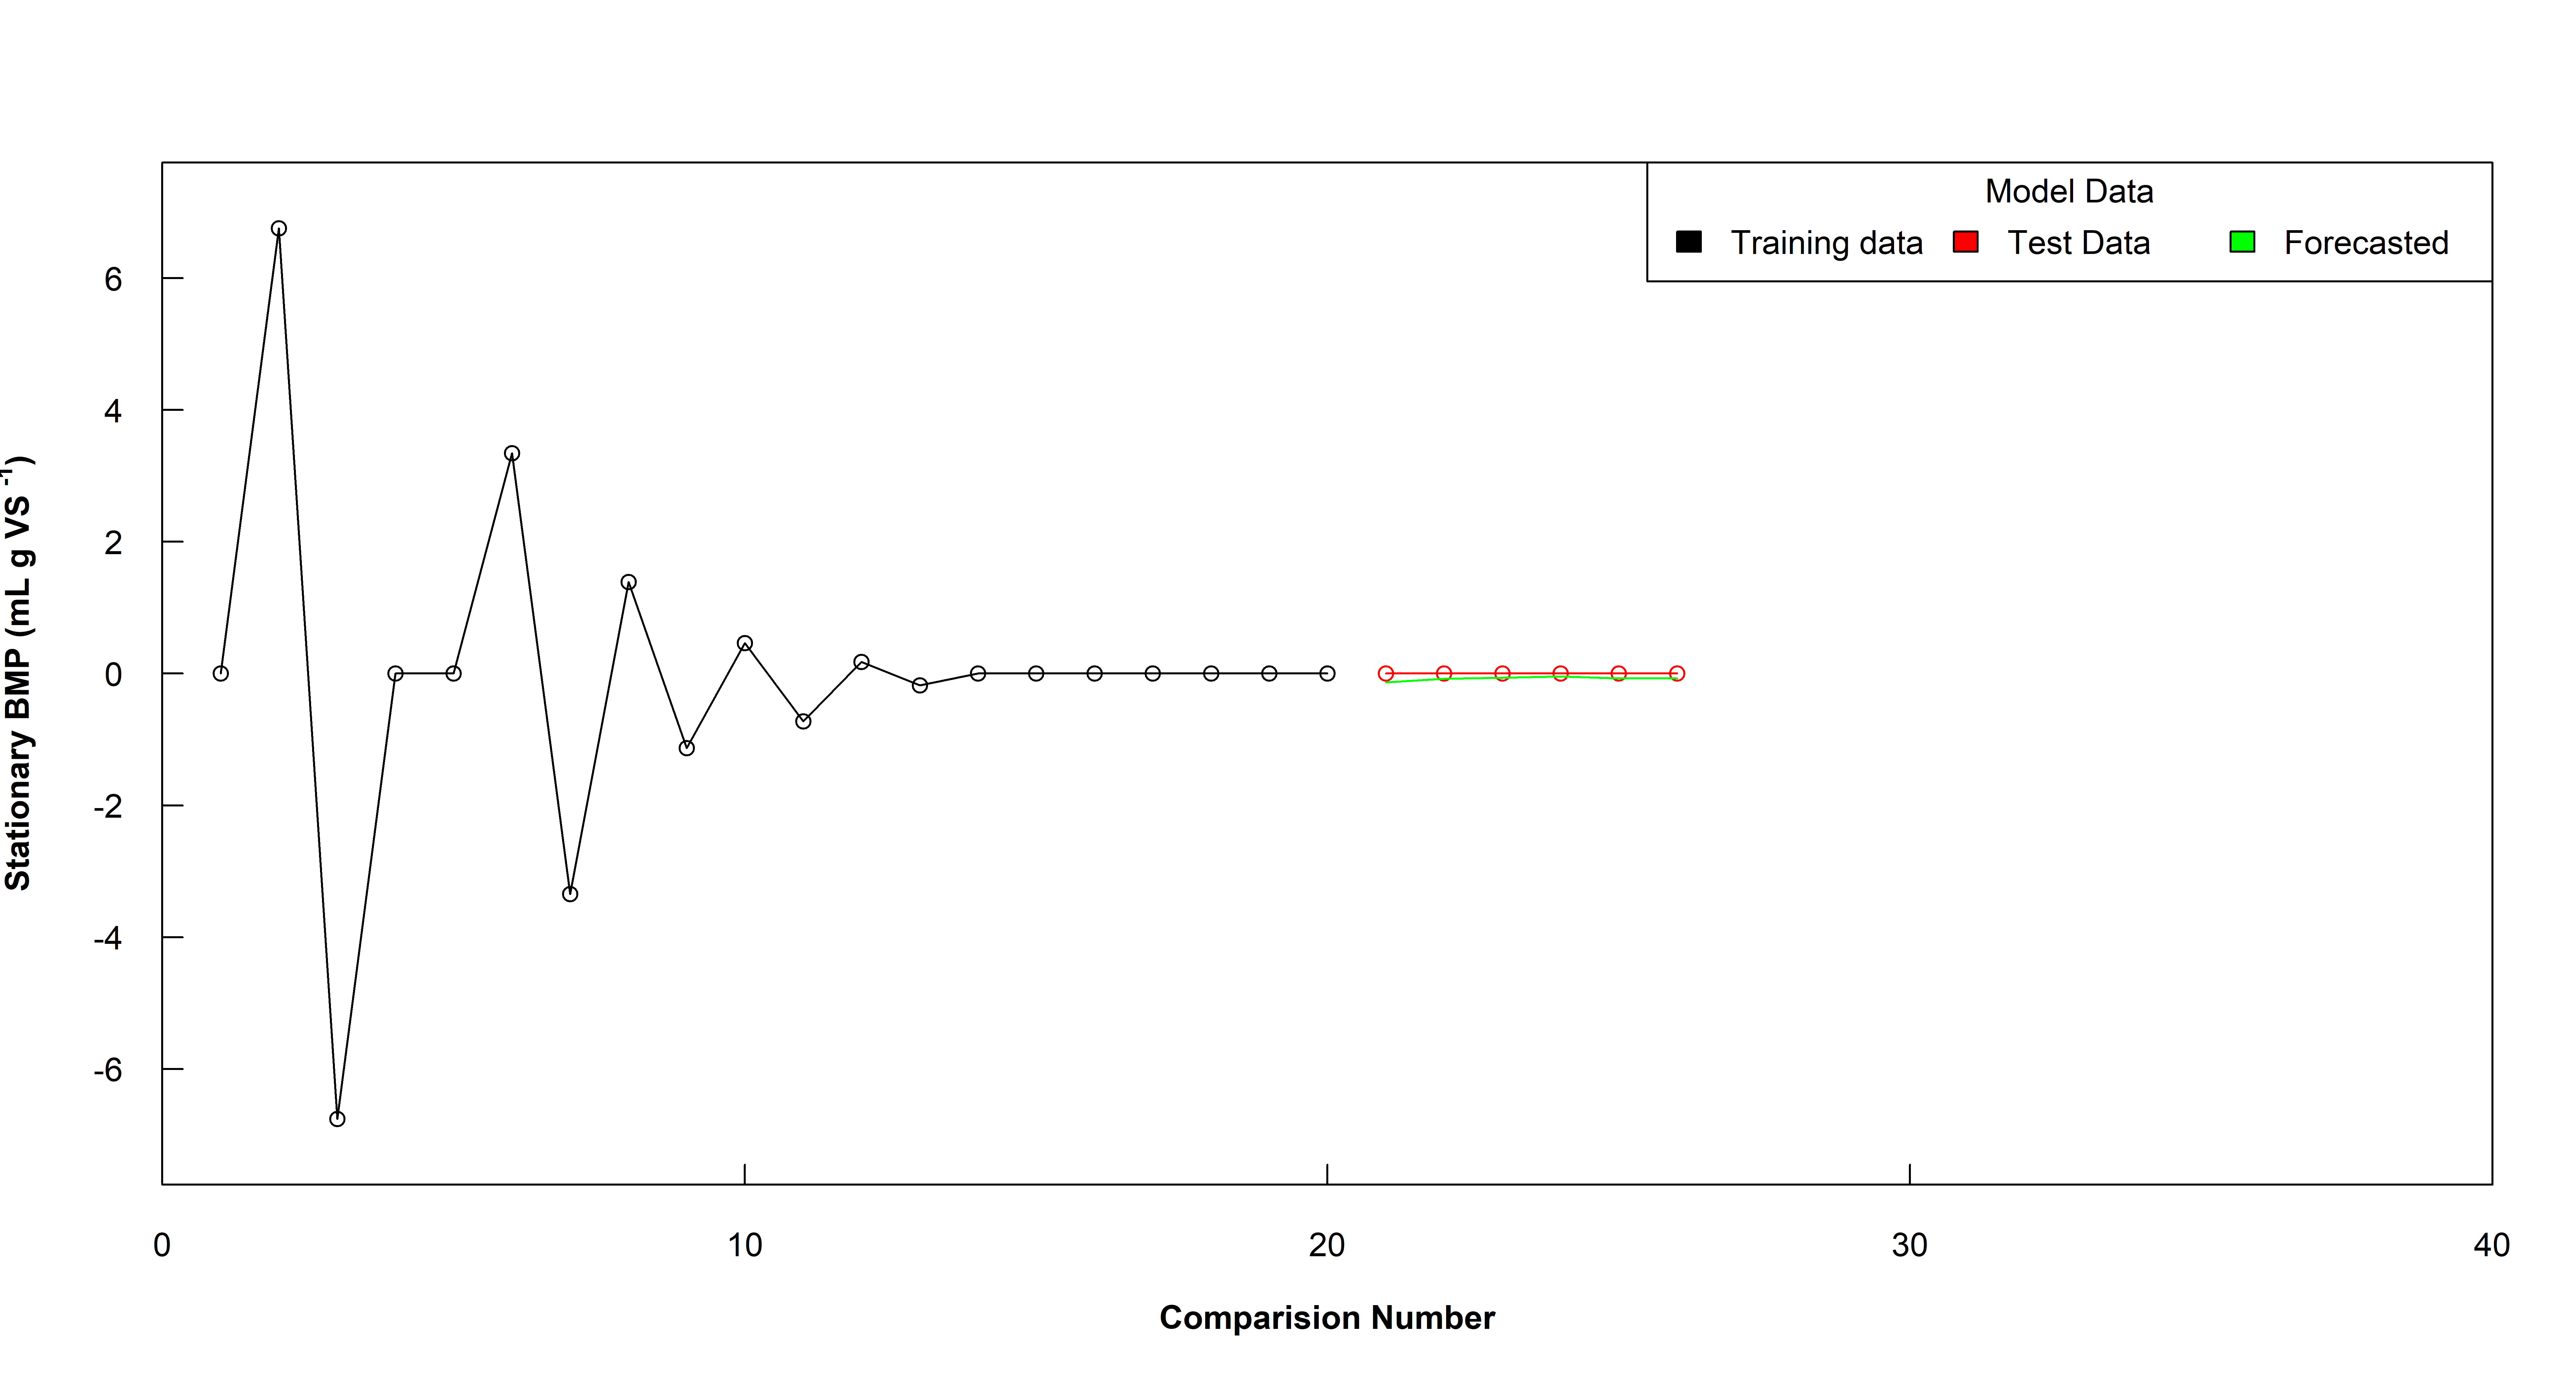 Model Data
Training data
Test Data
Forecasted
Stationary BMP (mL g VS -1)
6
4
2
0
-2
-4
-6
0
10
20
30
40
Comparision Number